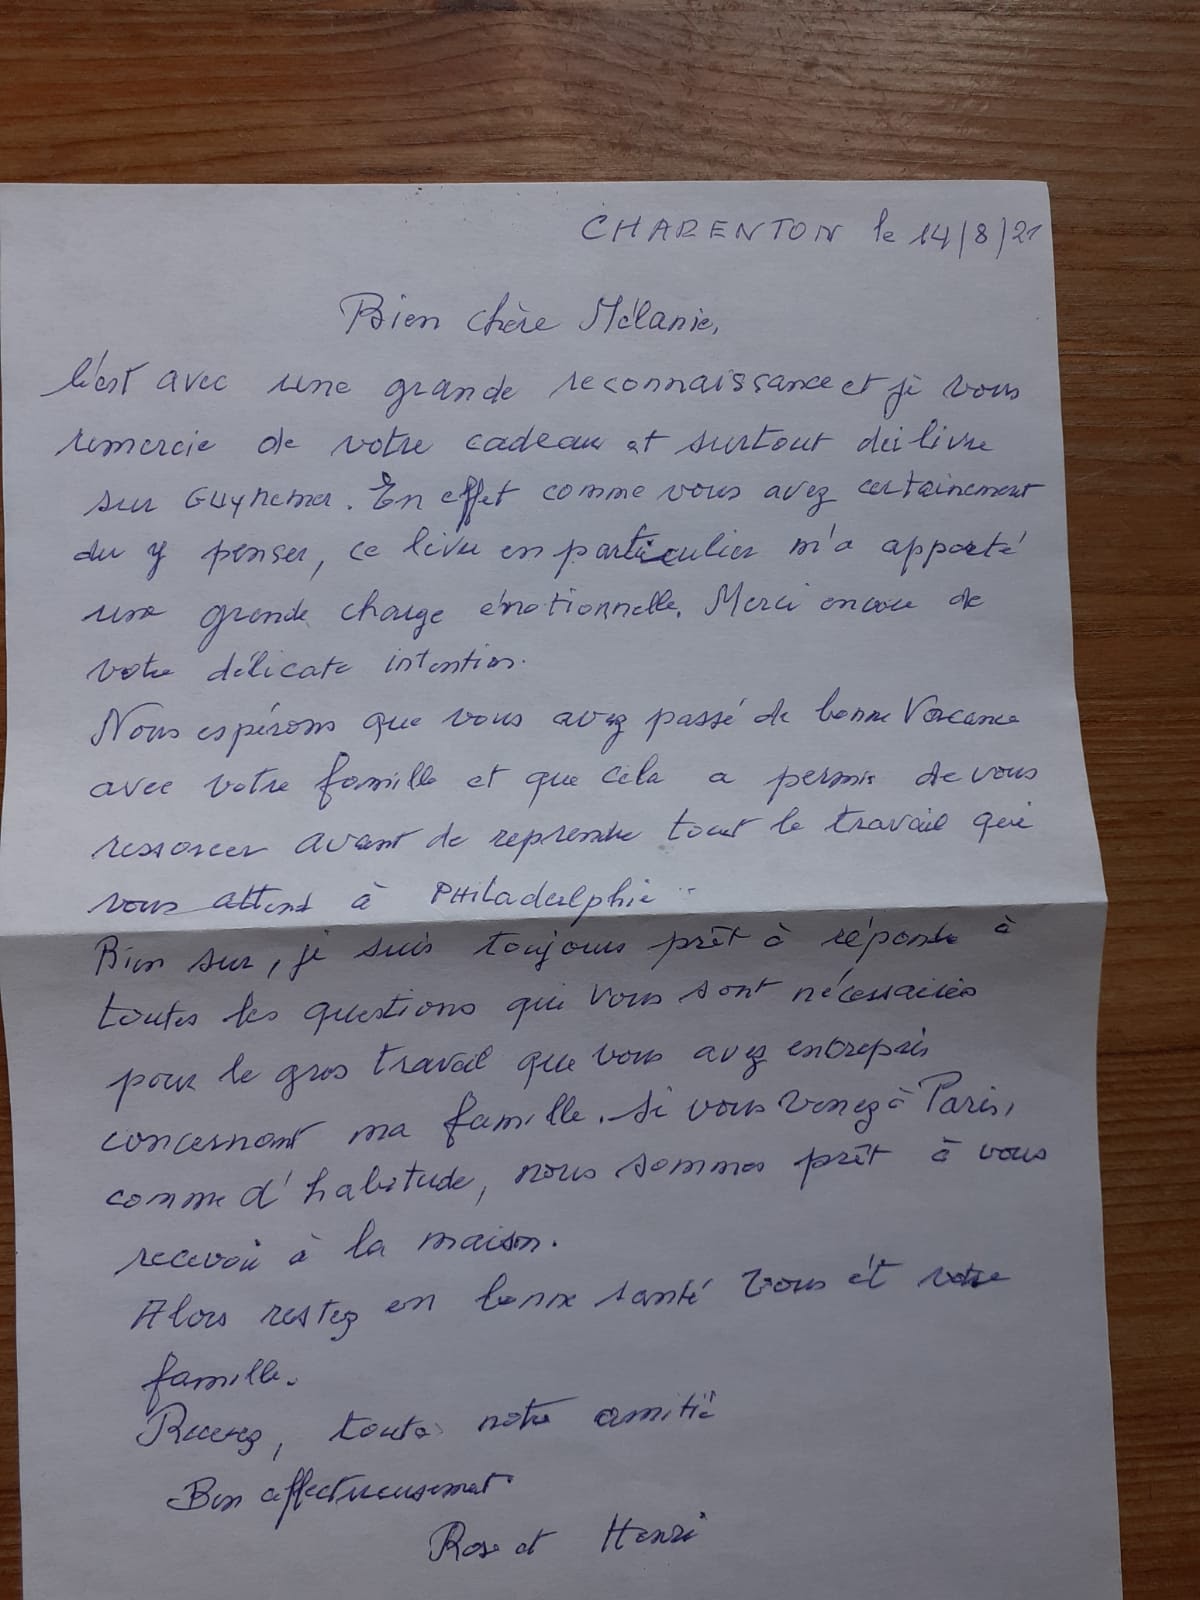 CHARENTON le 14/8/21
Bien chère Mélanie,
C'est avec une grande reconnaissance et je vous
remercie de votre cadeau et surtout du livre
sur Guynemer. En effet comme vous avez certainement
du y penser, ce livre en particulier m'a apporté
une grande charge émotionnelle. Merci encore de
votre délicate intention.
Nous espérons que vous avez passé de bonne Vacance
avec votre famille et que cela a permis de vous
ressourcer avant de reprendre tout le travail qui
vous attend à PHiladelphie
Bien sur, je suis toujours prêt à répondre à
toutes les questions qui vous sont nécessaires
pour le gros travail que vous avez entrepris
concernant ma famille. Si vous venez à Paris,
comme d'habitude, nous sommes prêt à vous
recevoir à la maison.
Alors restez en bonne santé vous et votre
famille.
Recevez, toute notre amitié
Bien affectueusement
Rose et Henri